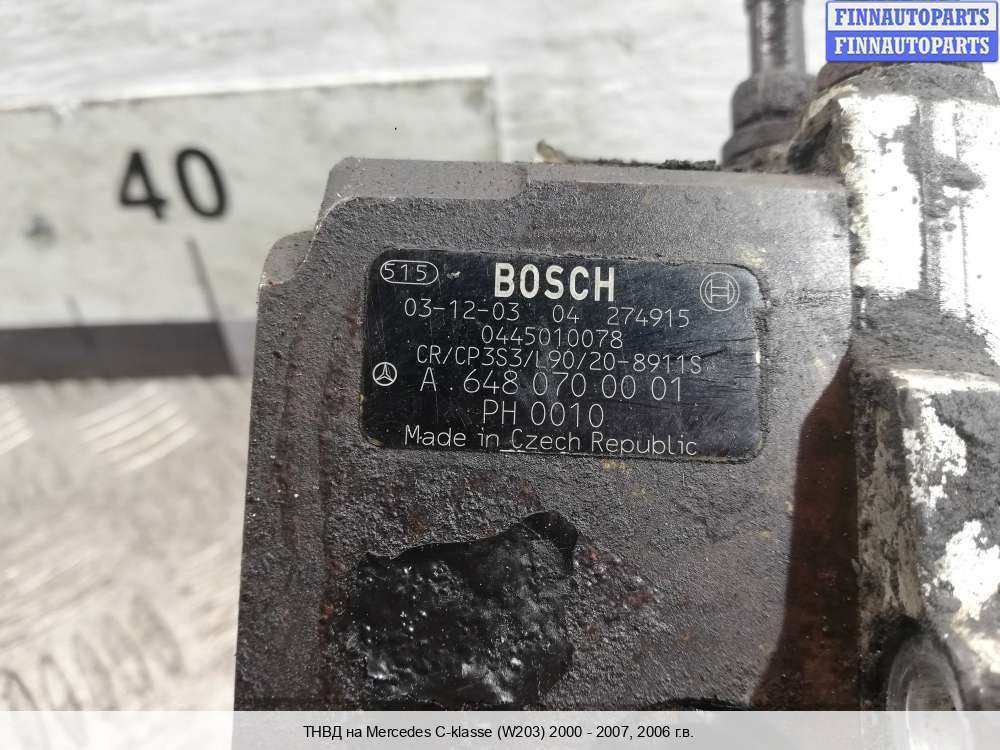 FINNAUTOPARTS
FINNAUTOPARTS
40
515 BOSCH
03-12-03 04 274915
0445010078
CR/CP3S3/L90/20-8911S
A 648 070 00 01
PH 0010
Made in Czech Republic
ТНВД на Mercedes C-klasse (W203) 2000 - 2007, 2006 г.в.